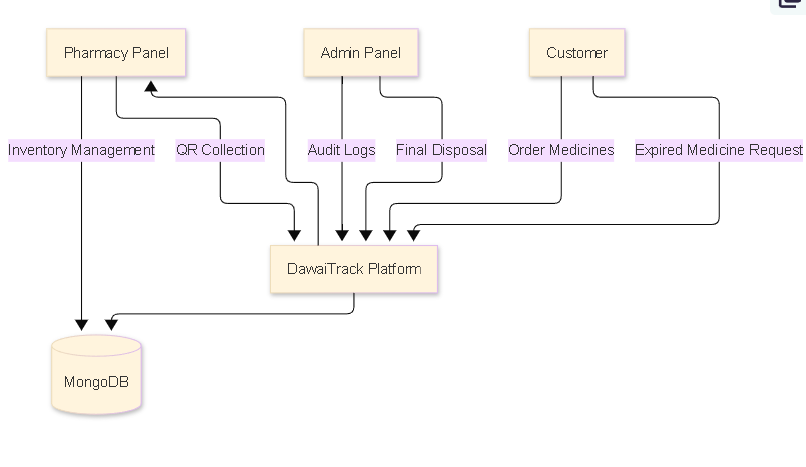 Pharmacy Panel
Admin Panel
Customer
Inventory Management
QR Collection
Audit Logs
Final Disposal
Order Medicines
Expired Medicine Request
DawaiTrack Platform
MongoDB